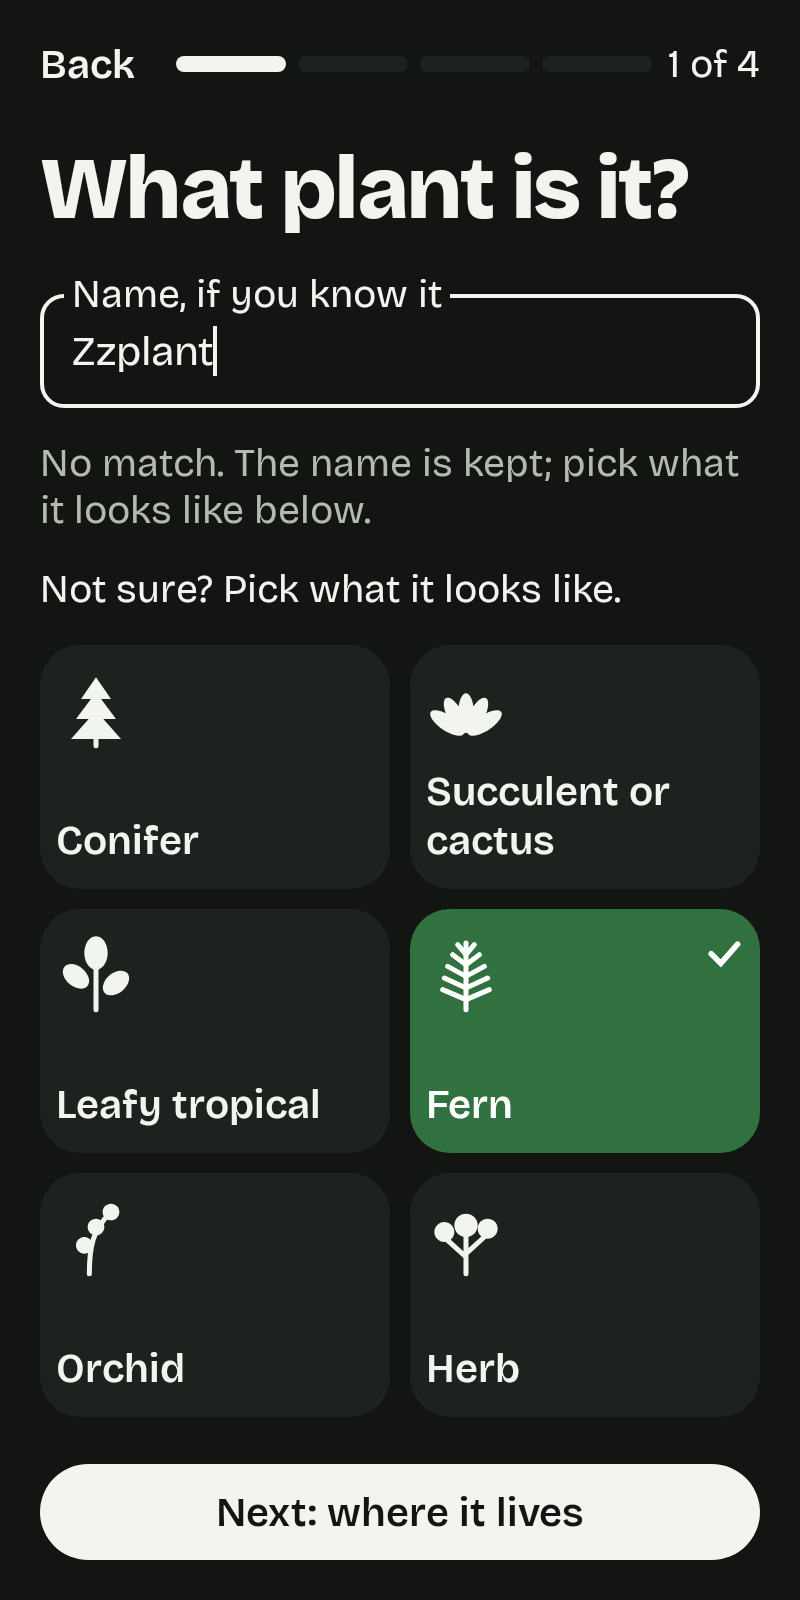 Back
1 of 4
What plant is it?
Name, if you know it
Zzplant
No match. The name is kept; pick what
it looks like below.
Not sure? Pick what it looks like.
Conifer
Succulent or
cactus
Leafy tropical
Fern
Orchid
Herb
Next: where it lives